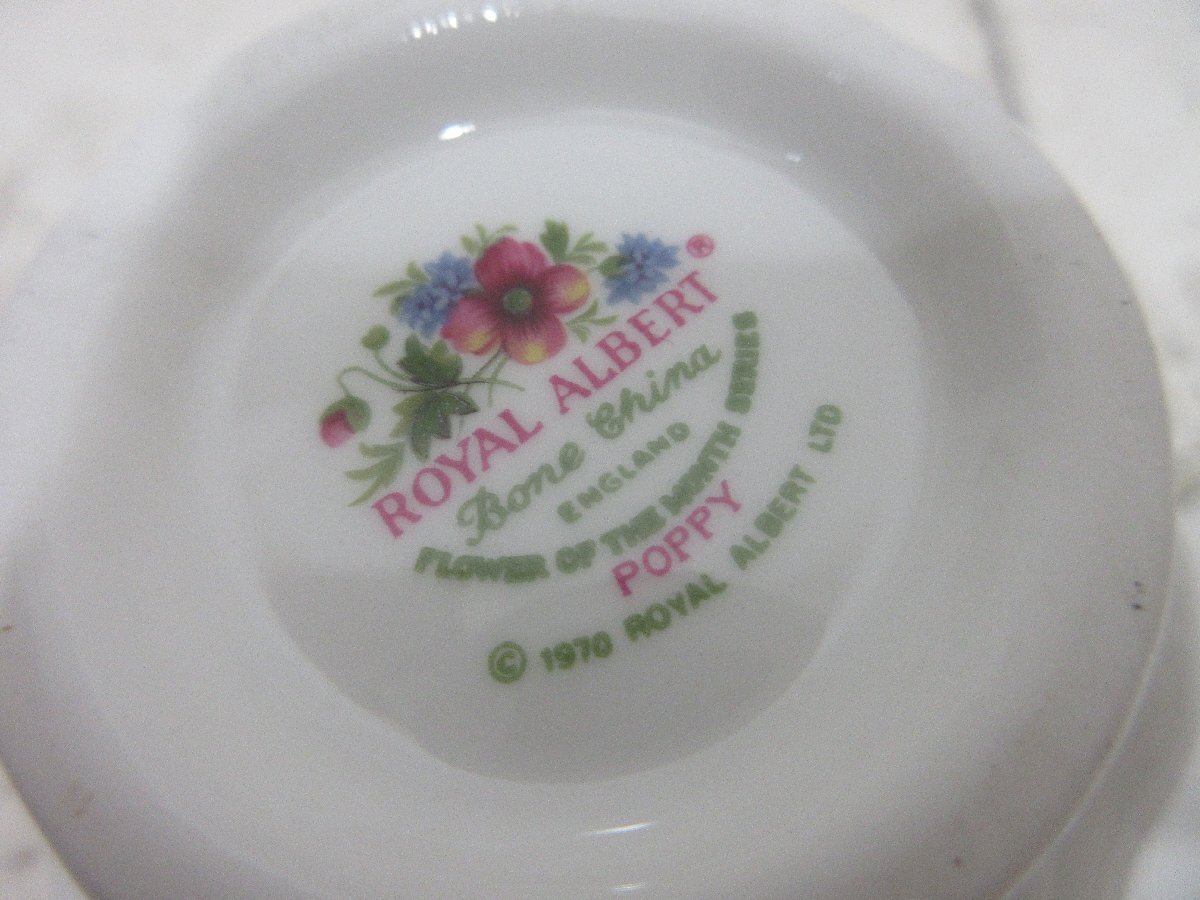 ROYAL ALBERT®
Bone China
ENGLAND
FLOWER OF THE MONTH SERIES
POPPY
© 1970 ROYAL ALBERT LTD